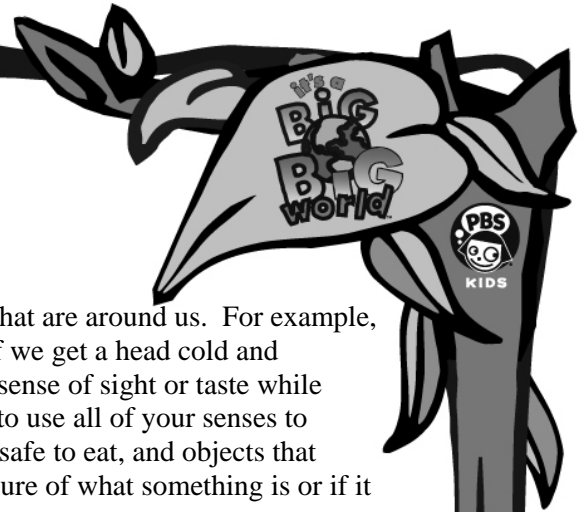 it's a
BiG
BiG
world™
PBS
KIDS
hat are around us.  For example,
f we get a head cold and
sense of sight or taste while
to use all of your senses to
safe to eat, and objects that
ure of what something is or if it